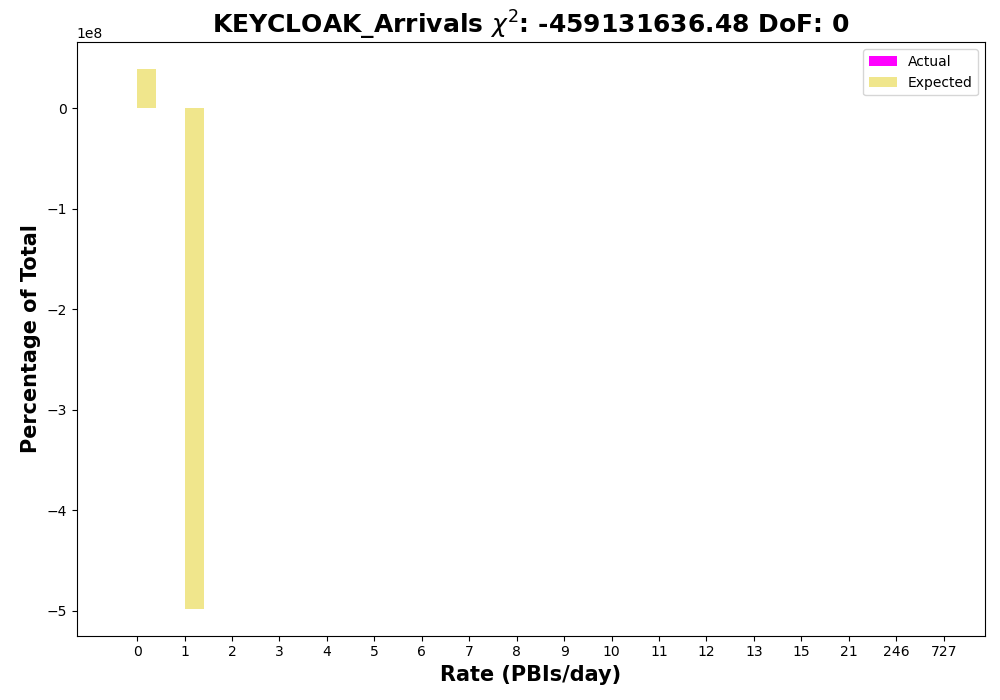 KEYCLOAK_Arrivals χ²: -459131636.48 DoF: 0
1e8
Actual
Expected
0
−1
−2
−3
−4
−5
Percentage of Total
0 1 2 3 4 5 6 7 8 9 10 11 12 13 15 21 246 727
Rate (PBIs/day)